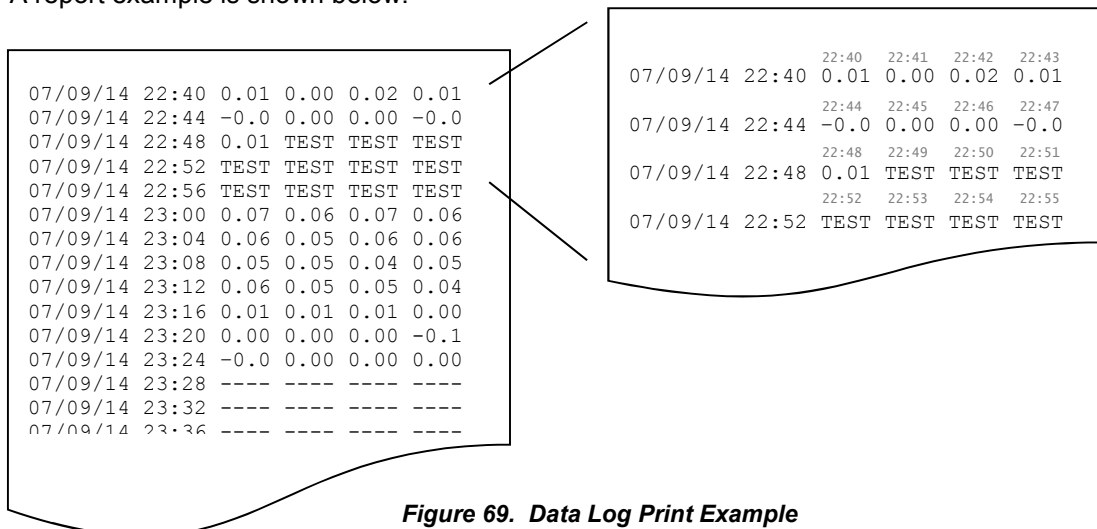 A report example is shown below:
07/09/14 22:40 0.01 0.00 0.02 0.01
07/09/14 22:44 -0.0 0.00 0.00 -0.0
07/09/14 22:48 0.01 TEST TEST TEST
07/09/14 22:52 TEST TEST TEST TEST
07/09/14 22:56 TEST TEST TEST TEST
07/09/14 23:00 0.07 0.06 0.07 0.06
07/09/14 23:04 0.06 0.05 0.06 0.06
07/09/14 23:08 0.05 0.05 0.04 0.05
07/09/14 23:12 0.06 0.05 0.05 0.04
07/09/14 23:16 0.01 0.01 0.01 0.00
07/09/14 23:20 0.00 0.00 0.00 -0.1
07/09/14 23:24 -0.0 0.00 0.00 0.00
07/09/14 23:28 ---- ---- ---- ----
07/09/14 23:32 ---- ---- ---- ----
07/09/14 23:36 ---- ---- ---- ----
22:40 22:41 22:42 22:43
07/09/14 22:40 0.01 0.00 0.02 0.01
22:44 22:45 22:46 22:47
07/09/14 22:44 -0.0 0.00 0.00 -0.0
22:48 22:49 22:50 22:51
07/09/14 22:48 0.01 TEST TEST TEST
22:52 22:53 22:54 22:55
07/09/14 22:52 TEST TEST TEST TEST
Figure 69. Data Log Print Example